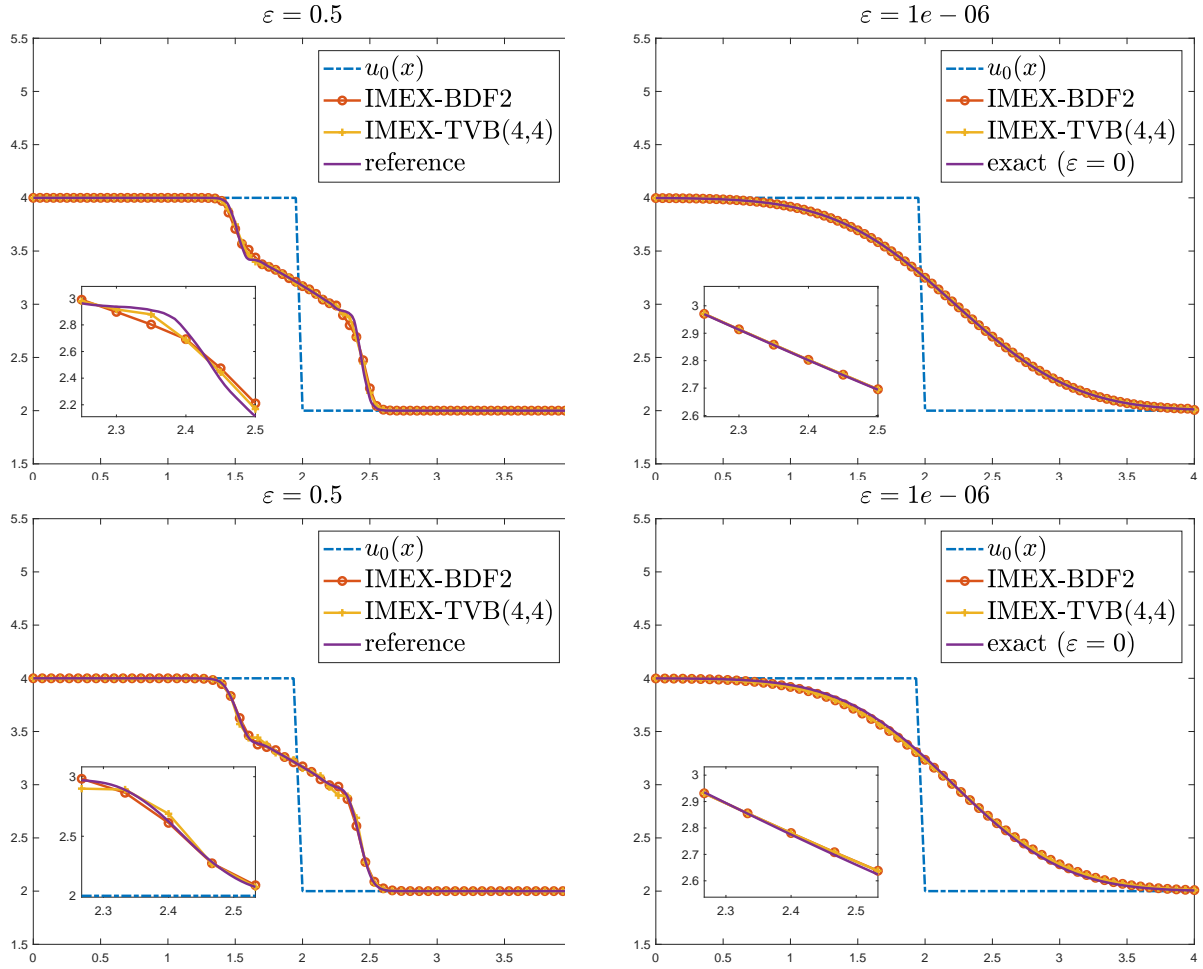 ε = 0.5
5.5
5
4.5
4
3.5
3
2.5
2
1.5
0 0.5 1 1.5 2 2.5 3 3.5
u₀(x)
IMEX-BDF2
IMEX-TVB(4,4)
reference
3
2.8
2.6
2.4
2.2
2.3 2.4 2.5
ε = 1e − 06
5.5
5
4.5
4
3.5
3
2.5
2
1.5
0 0.5 1 1.5 2 2.5 3 3.5 4
u₀(x)
IMEX-BDF2
IMEX-TVB(4,4)
exact (ε = 0)
3
2.9
2.8
2.7
2.6
2.3 2.4 2.5
ε = 0.5
5.5
5
4.5
4
3.5
3
2.5
2
1.5
0 0.5 1 1.5 2 2.5 3 3.5
u₀(x)
IMEX-BDF2
IMEX-TVB(4,4)
reference
3
2.5
2
2.3 2.4 2.5
ε = 1e − 06
5.5
5
4.5
4
3.5
3
2.5
2
1.5
0 0.5 1 1.5 2 2.5 3 3.5 4
u₀(x)
IMEX-BDF2
IMEX-TVB(4,4)
exact (ε = 0)
3
2.9
2.8
2.7
2.6
2.3 2.4 2.5